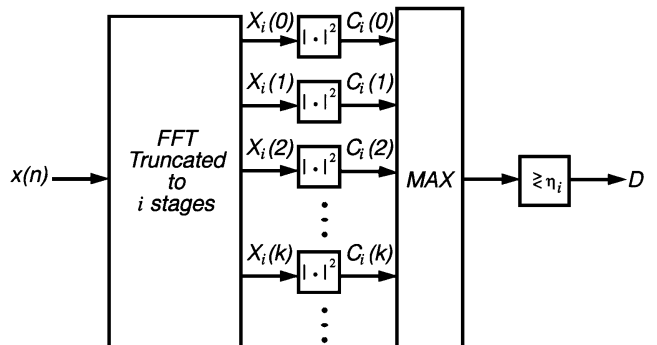 X_i(0) |·|² C_i(0)
X_i(1) |·|² C_i(1)
X_i(2) |·|² C_i(2)
X_i(k) |·|² C_i(k)
x(n)
FFT
Truncated
to
i stages
MAX
≷ η_i
D